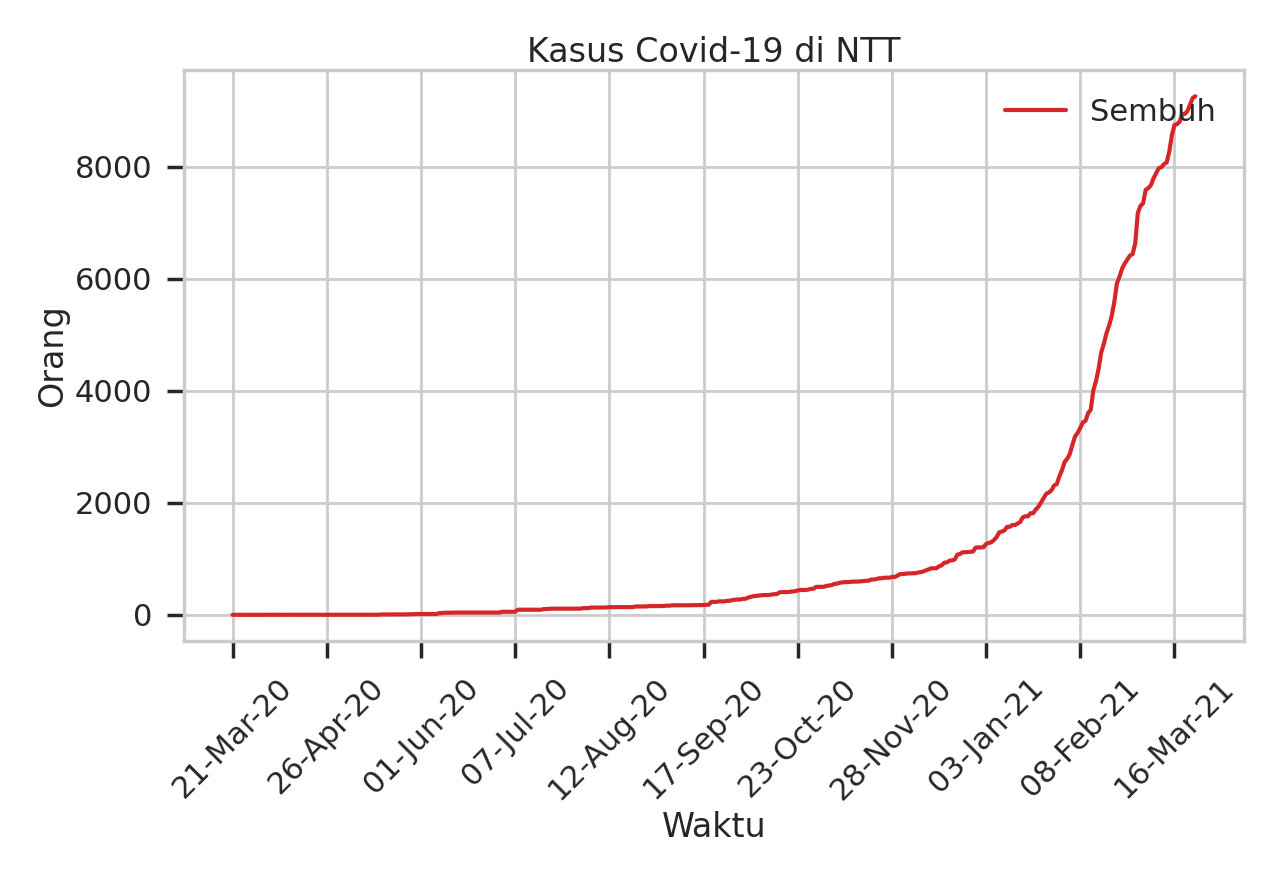 Kasus Covid-19 di NTT
Sembuh
Orang
8000
6000
4000
2000
0
21-Mar-20
26-Apr-20
01-Jun-20
07-Jul-20
12-Aug-20
17-Sep-20
23-Oct-20
28-Nov-20
03-Jan-21
08-Feb-21
16-Mar-21
Waktu